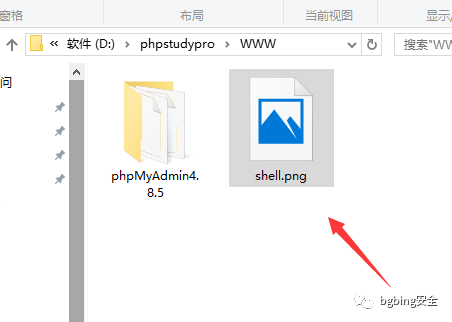 窗格
布局
当前视图
显示/
« 软件 (D:) › phpstudypro › WWW
搜索"WW
问
phpMyAdmin4.
8.5
shell.png
bgbing安全